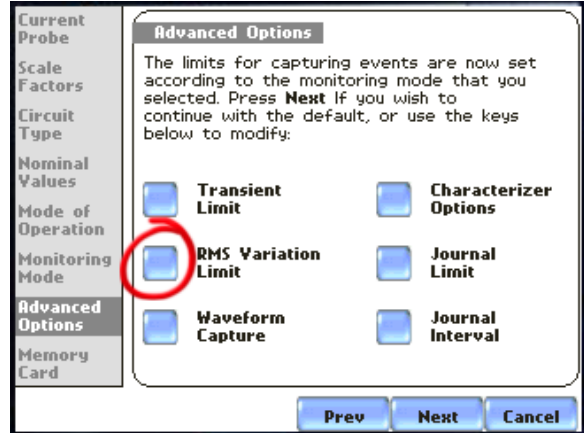 Current
Probe
Scale
Factors
Circuit
Type
Nominal
Values
Mode of
Operation
Monitoring
Mode
Advanced
Options
Memory
Card
Advanced Options
The limits for capturing events are now set
according to the monitoring mode that you
selected. Press Next If you wish to
continue with the default, or use the keys
below to modify:
Transient
Limit
Characterizer
Options
RMS Variation
Limit
Journal
Limit
Waveform
Capture
Journal
Interval
Prev
Next
Cancel